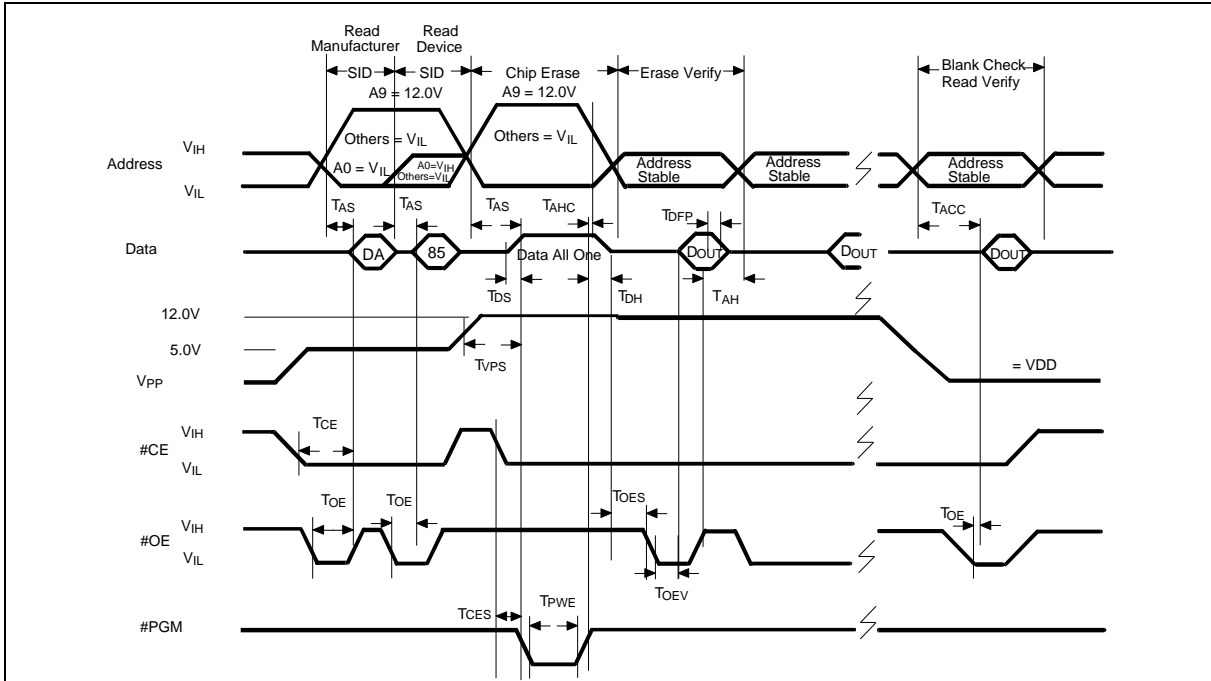 Read Manufacturer
Read Device
SID
SID
Chip Erase
Erase Verify
Blank Check
Read Verify
A9 = 12.0V
A9 = 12.0V
Others = VIL
Others = VIL
Address
VIH
VIL
A0 = VIL
A0=VIH
Others=VIL
Address Stable
Address Stable
Address Stable
TAS
TAS
TAS
TAHC
TDFP
TACC
Data
DA
85
Data All One
DOUT
DOUT
DOUT
TDS
TDH
TAH
12.0V
5.0V
VPP
TVPS
= VDD
#CE
VIH
VIL
TCE
#OE
VIH
VIL
TOE
TOE
TOES
TOE
TOEV
#PGM
TCES
TPWE